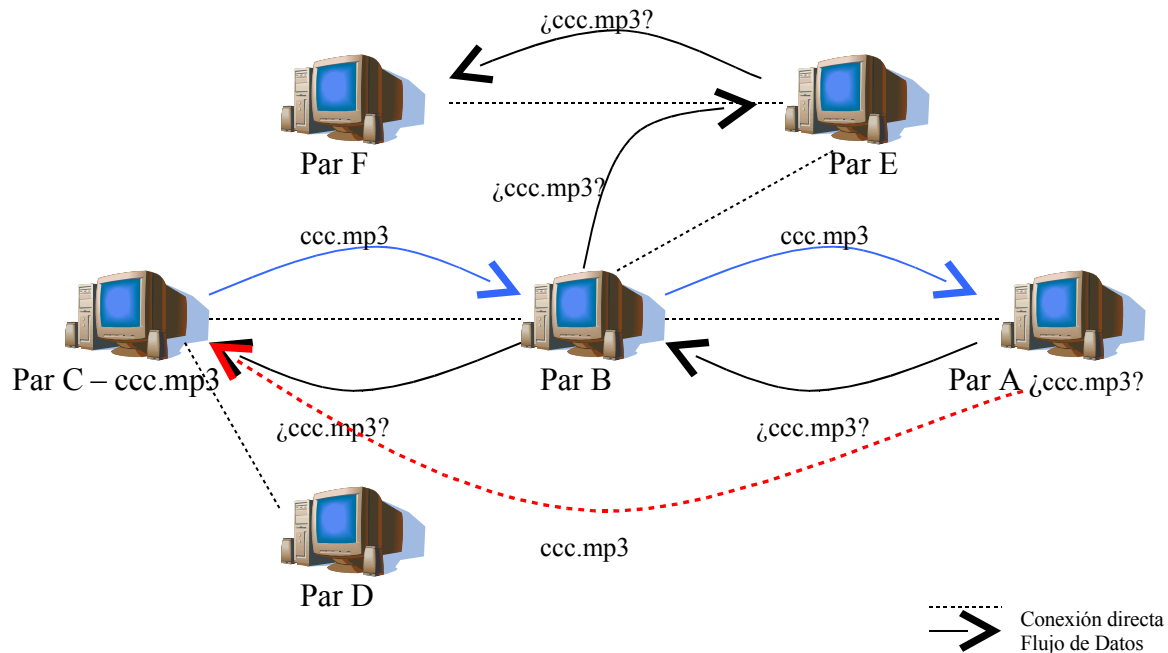 ¿ccc.mp3?
Par F
Par E
¿ccc.mp3?
ccc.mp3
ccc.mp3
Par C – ccc.mp3
Par B
Par A ¿ccc.mp3?
¿ccc.mp3?
¿ccc.mp3?
ccc.mp3
Par D
Conexión directa
Flujo de Datos